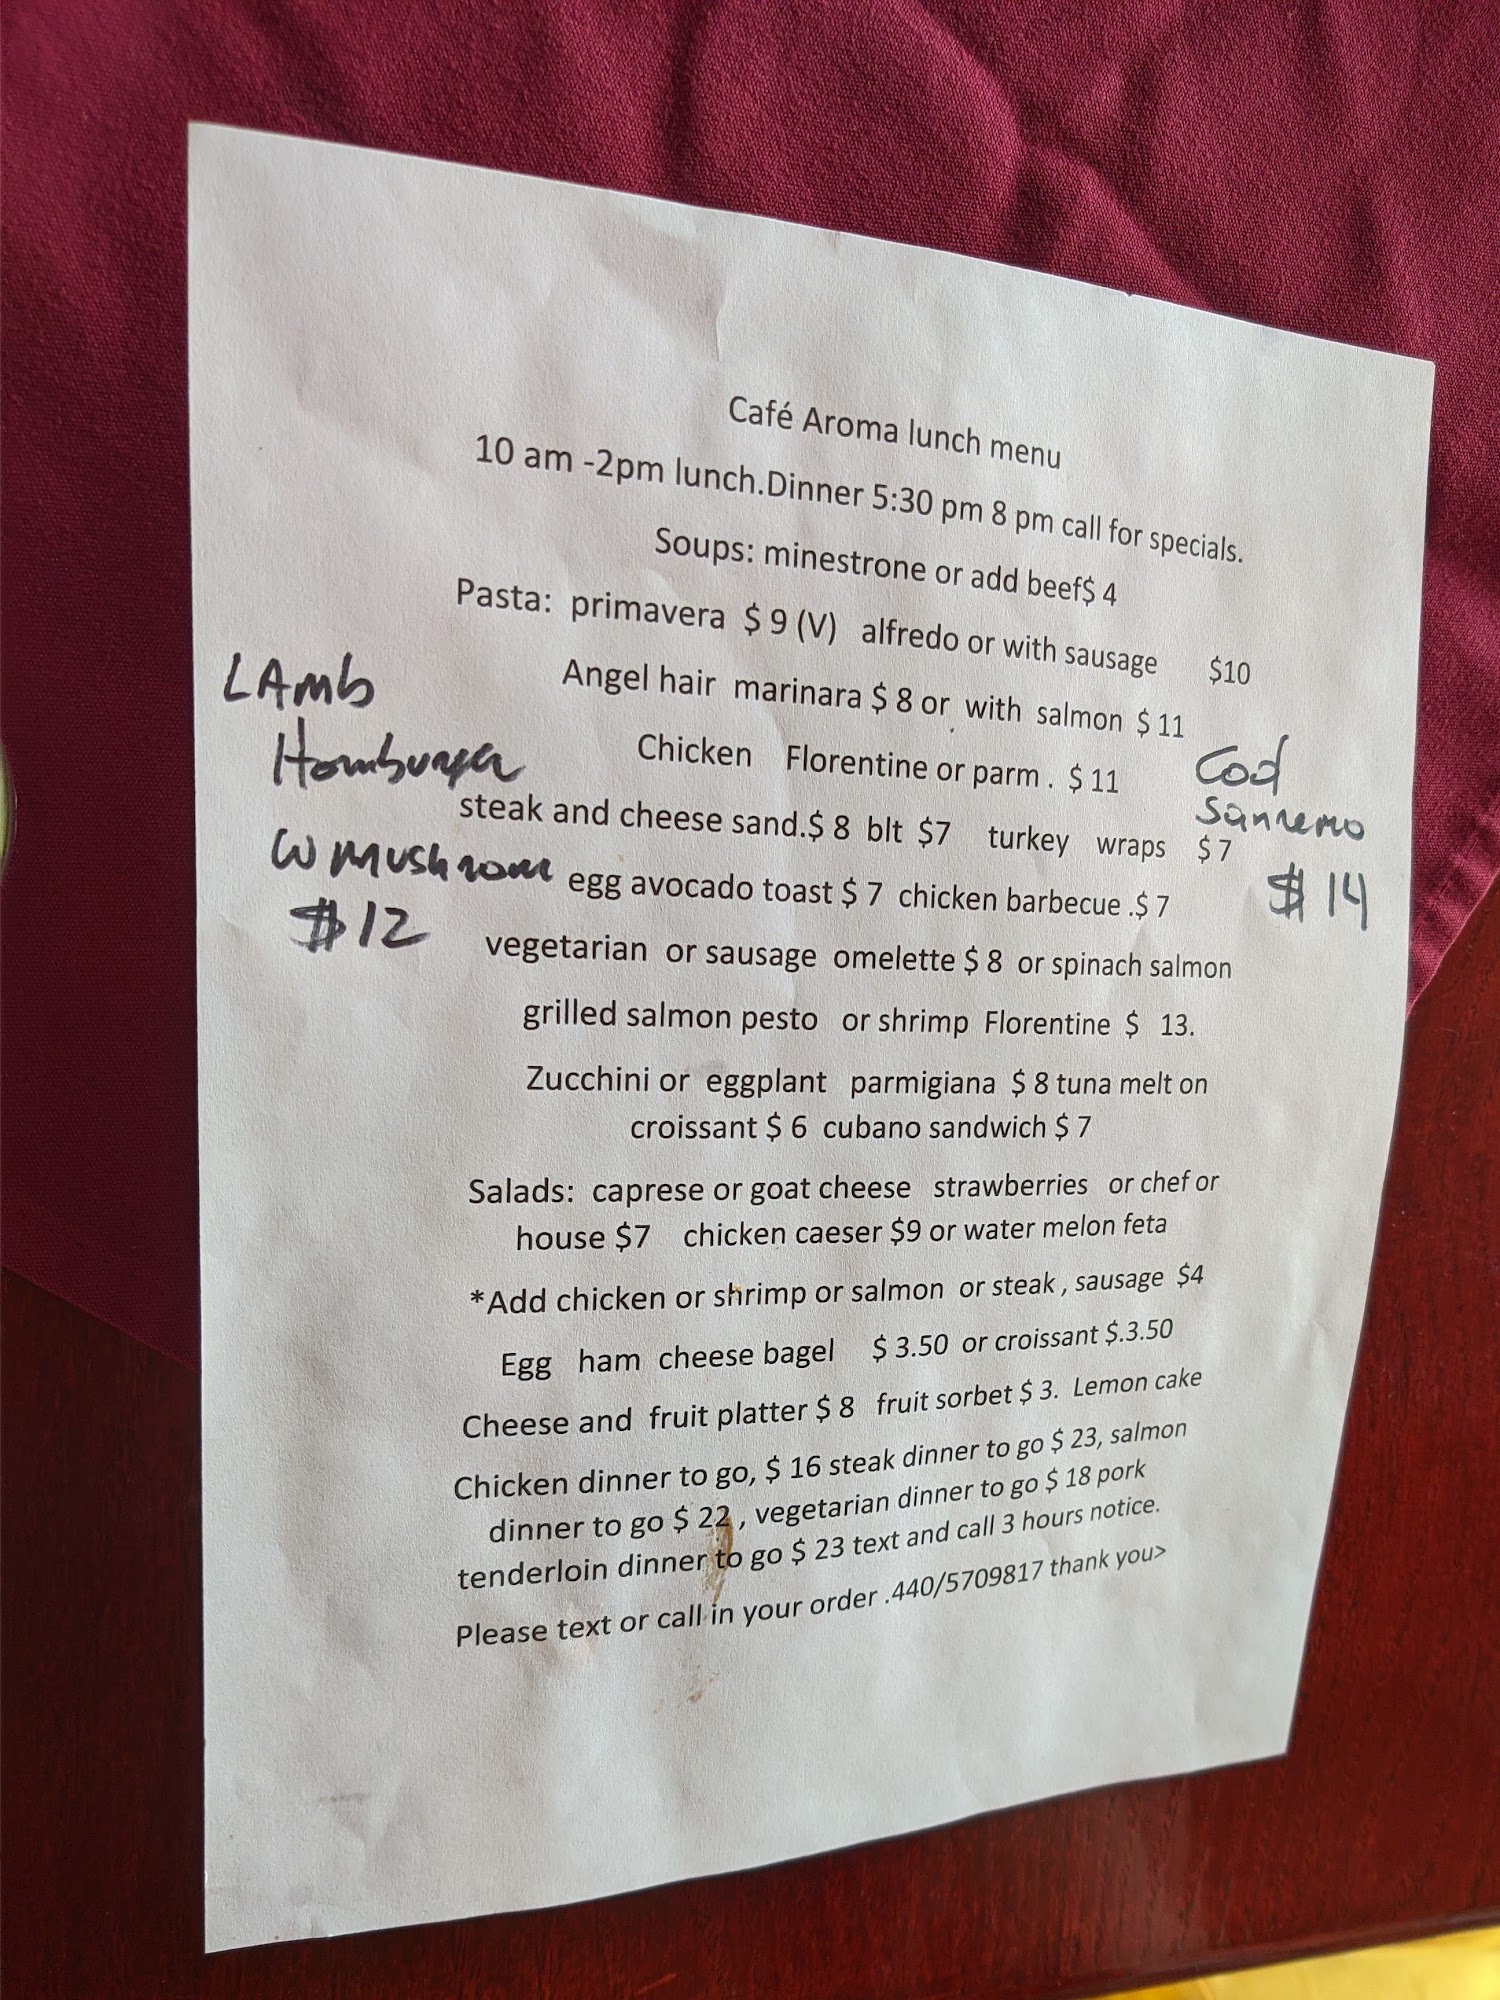 Café Aroma lunch menu
10 am -2pm lunch.Dinner 5:30 pm 8 pm call for specials.
Soups: minestrone or add beef$ 4
Pasta: primavera $ 9 (V) alfredo or with sausage $10
Angel hair marinara $ 8 or with salmon $ 11
Chicken Florentine or parm . $ 11
steak and cheese sand.$ 8 blt $7 turkey wraps $ 7
egg avocado toast $ 7 chicken barbecue .$ 7
vegetarian or sausage omelette $ 8 or spinach salmon
grilled salmon pesto or shrimp Florentine $ 13.
Zucchini or eggplant parmigiana $ 8 tuna melt on
croissant $ 6 cubano sandwich $ 7
Salads: caprese or goat cheese strawberries or chef or
house $7 chicken caeser $9 or water melon feta
*Add chicken or shrimp or salmon or steak , sausage $4
Egg ham cheese bagel $ 3.50 or croissant $.3.50
Cheese and fruit platter $ 8 fruit sorbet $ 3. Lemon cake
Chicken dinner to go, $ 16 steak dinner to go $ 23, salmon
dinner to go $ 22 , vegetarian dinner to go $ 18 pork
tenderloin dinner to go $ 23 text and call 3 hours notice.
Please text or call in your order .440/5709817 thank you>
LAmb
Hamburger
W MUShroom
$12
Cod
sanremo
$14